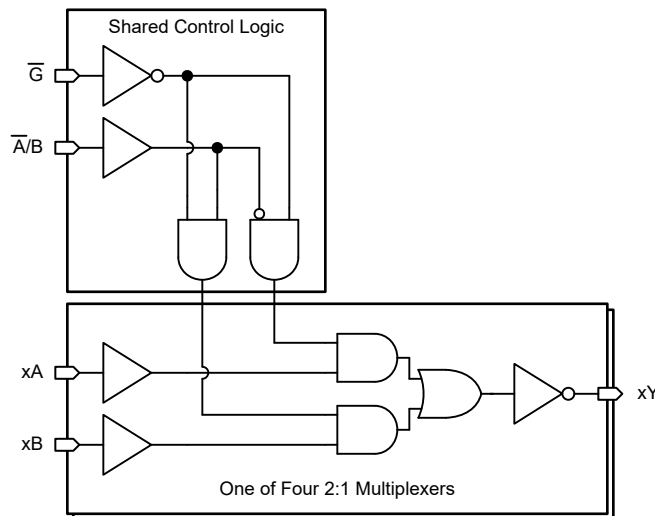 Shared Control Logic
G̅
A̅/B
xA
xB
xY
One of Four 2:1 Multiplexers